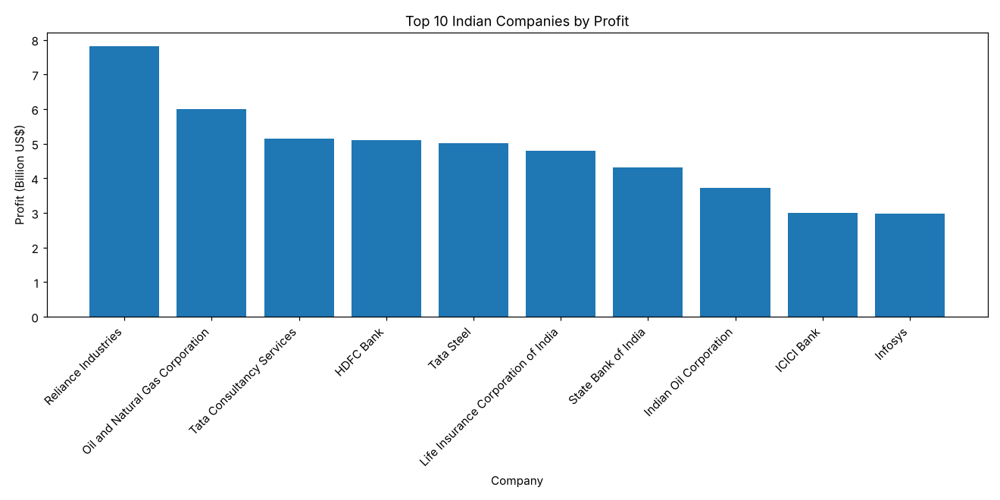 Top 10 Indian Companies by Profit
Profit (Billion US$)
8
7
6
5
4
3
2
1
0
Reliance Industries
Oil and Natural Gas Corporation
Tata Consultancy Services
HDFC Bank
Tata Steel
Life Insurance Corporation of India
State Bank of India
Indian Oil Corporation
ICICI Bank
Infosys
Company